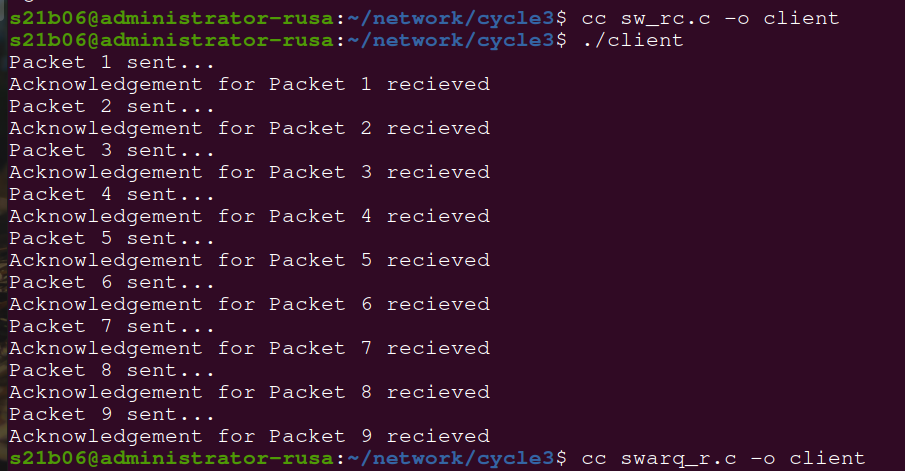 s21b06@administrator-rusa:~/network/cycle3$ cc sw_rc.c -o client
s21b06@administrator-rusa:~/network/cycle3$ ./client
Packet 1 sent...
Acknowledgement for Packet 1 recieved
Packet 2 sent...
Acknowledgement for Packet 2 recieved
Packet 3 sent...
Acknowledgement for Packet 3 recieved
Packet 4 sent...
Acknowledgement for Packet 4 recieved
Packet 5 sent...
Acknowledgement for Packet 5 recieved
Packet 6 sent...
Acknowledgement for Packet 6 recieved
Packet 7 sent...
Acknowledgement for Packet 7 recieved
Packet 8 sent...
Acknowledgement for Packet 8 recieved
Packet 9 sent...
Acknowledgement for Packet 9 recieved
s21b06@administrator-rusa:~/network/cycle3$ cc swarq_r.c -o client